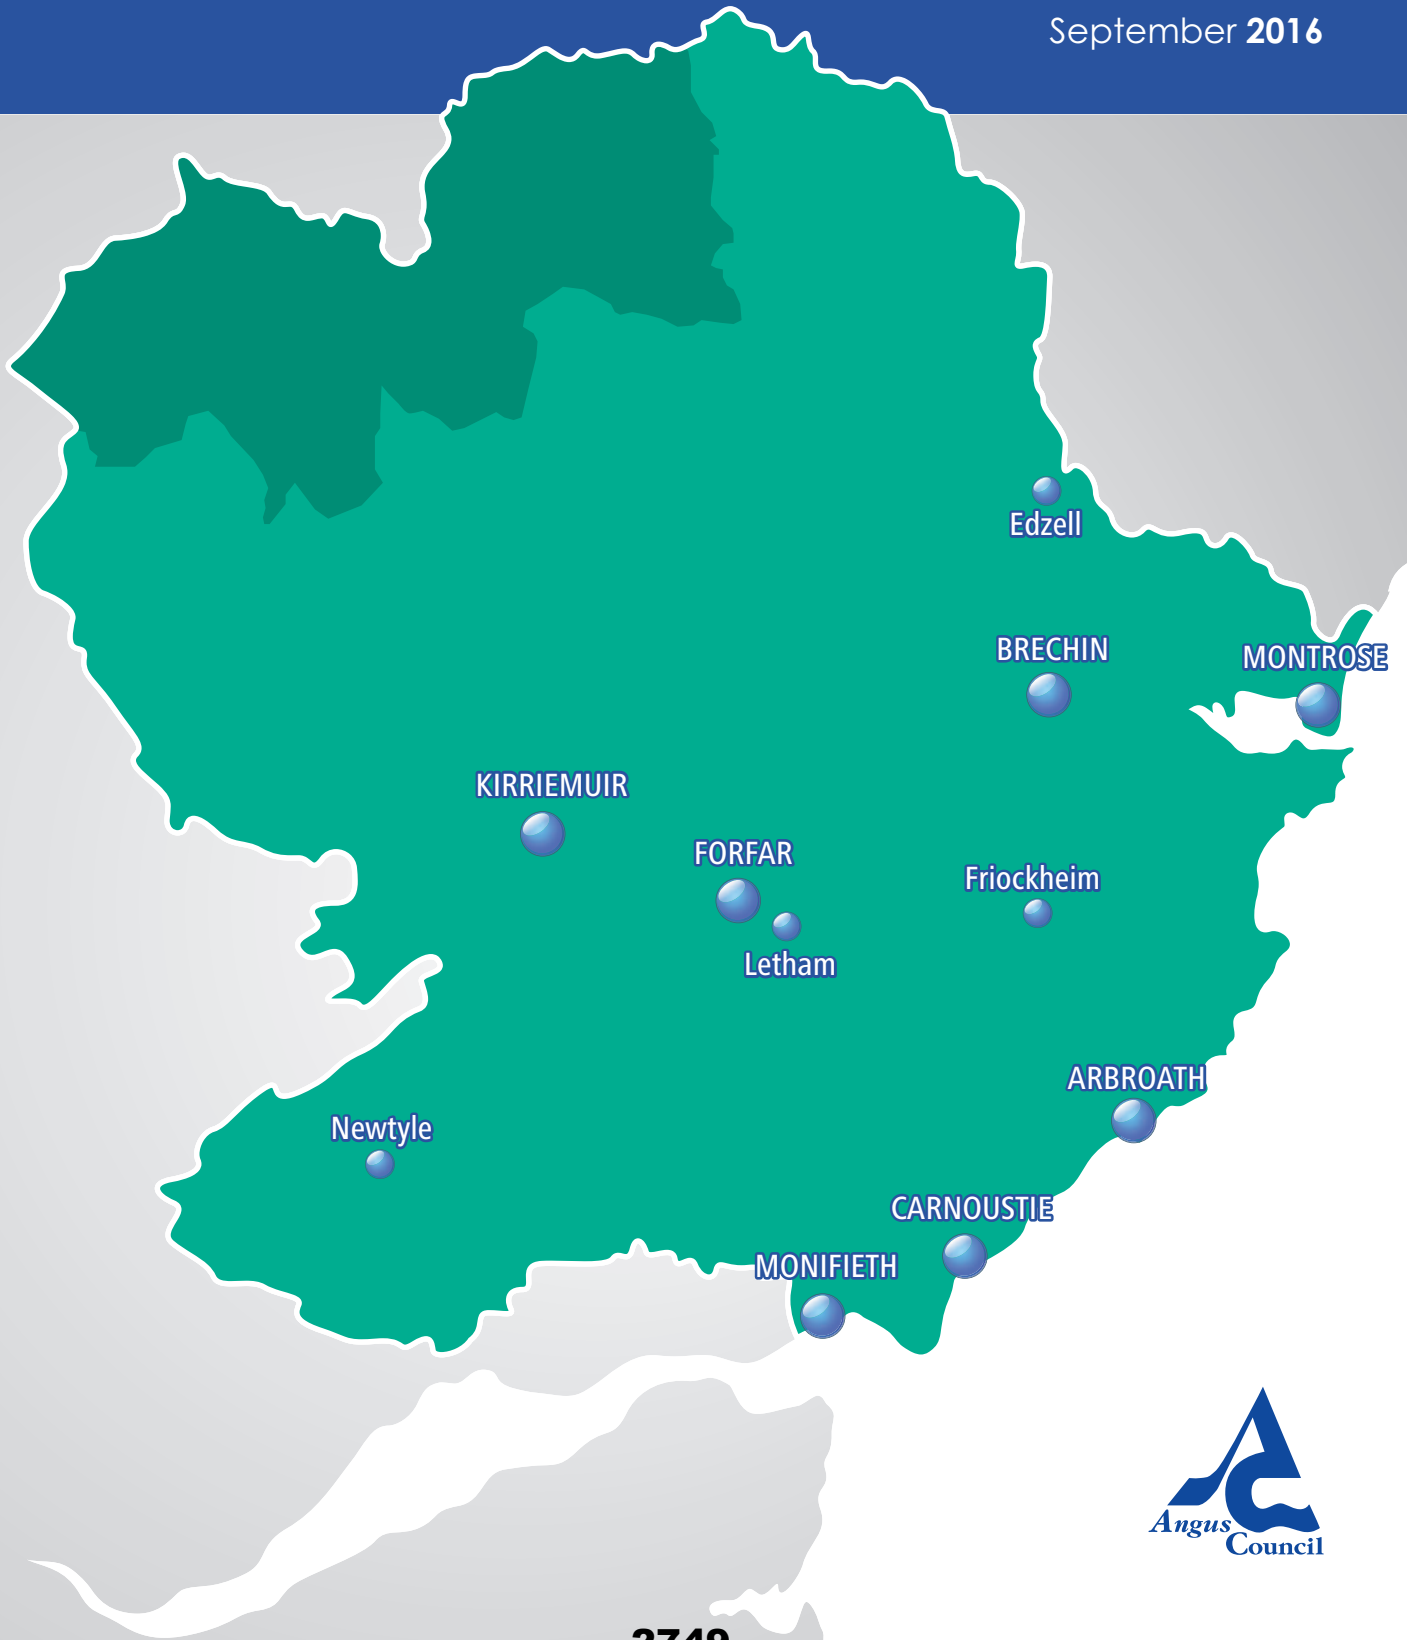 September 2016
Edzell
BRECHIN
MONTROSE
KIRRIEMUIR
FORFAR
Friockheim
Letham
ARBROATH
Newtyle
CARNOUSTIE
MONIFIETH
Angus
Council